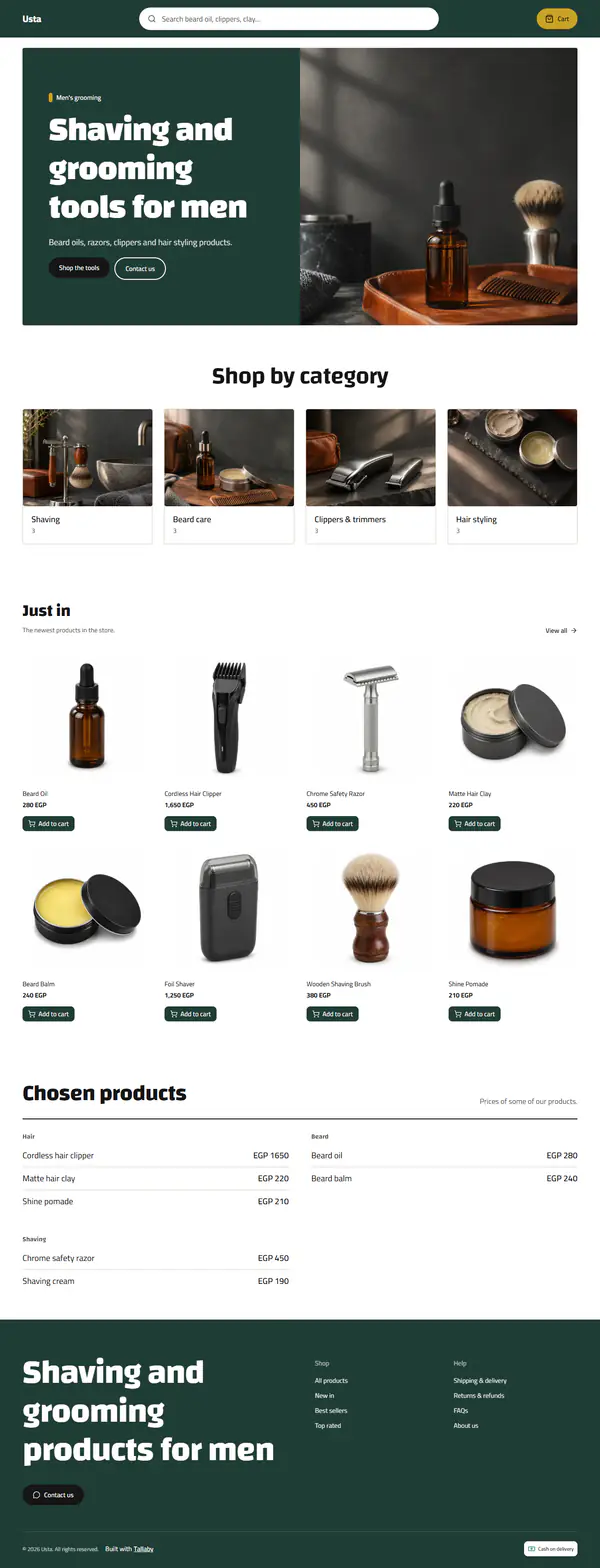 Usta
Search beard oil, clippers, clay...
Cart
Men's grooming
Shaving and
grooming
tools for men
Beard oils, razors, clippers and hair styling products.
Shop the tools
Contact us
Shop by category
Shaving
3
Beard care
3
Clippers & trimmers
3
Hair styling
3
Just in
The newest products in the store.
View all
Beard Oil
280 EGP
Add to cart
Cordless Hair Clipper
1,650 EGP
Add to cart
Chrome Safety Razor
450 EGP
Add to cart
Matte Hair Clay
220 EGP
Add to cart
Beard Balm
240 EGP
Add to cart
Foil Shaver
1,250 EGP
Add to cart
Wooden Shaving Brush
380 EGP
Add to cart
Shine Pomade
210 EGP
Add to cart
Chosen products
Prices of some of our products.
Hair
Cordless hair clipper EGP 1650
Matte hair clay EGP 220
Shine pomade EGP 210
Beard
Beard oil EGP 280
Beard balm EGP 240
Shaving
Chrome safety razor EGP 450
Shaving cream EGP 190
Shaving and
grooming
products for men
Contact us
Shop
All products
New in
Best sellers
Top rated
Help
Shipping & delivery
Returns & refunds
FAQs
About us
© 2026 Usta. All rights reserved. Built with Tallaby
Cash on delivery